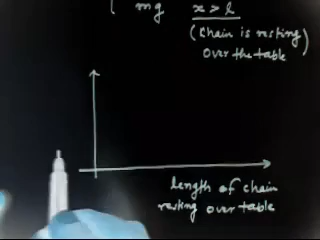 ( mg x > l
(Chain is resting
over the table)
length of chain
resting over table